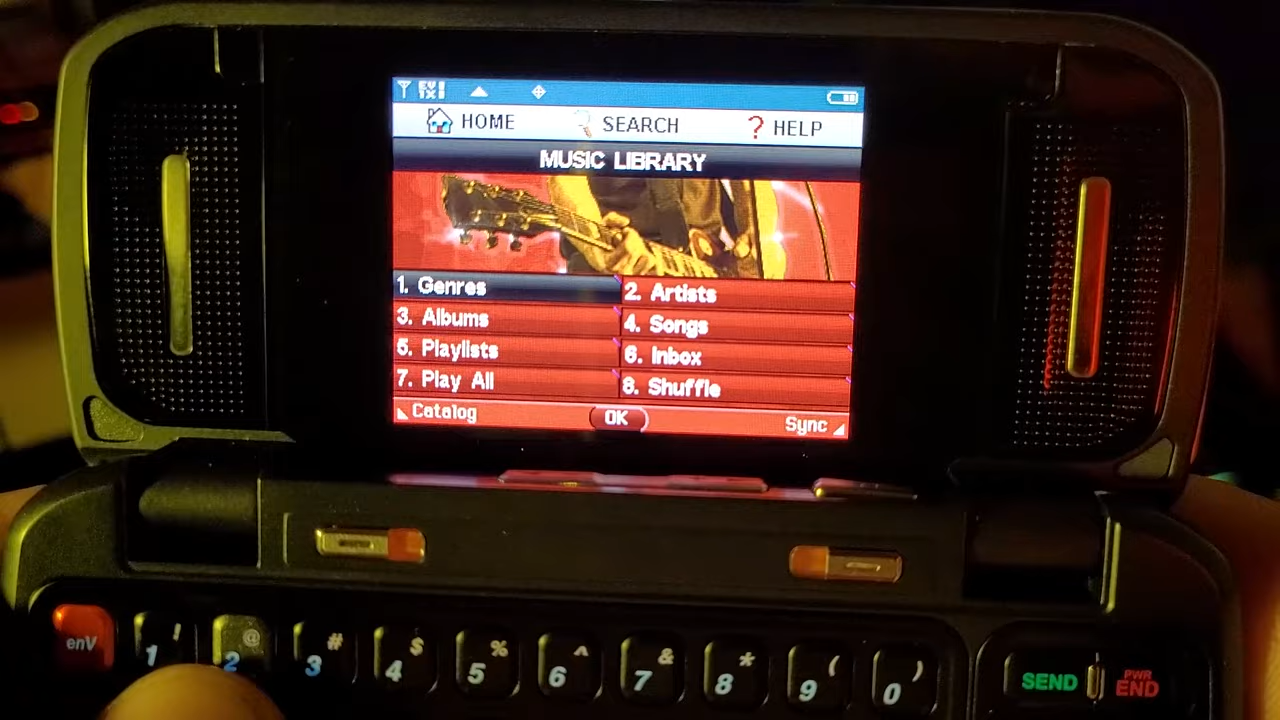 EV 1X
HOME SEARCH ? HELP
MUSIC LIBRARY
1. Genres 2. Artists
3. Albums 4. Songs
5. Playlists 6. Inbox
7. Play All 8. Shuffle
Catalog OK Sync
enV 1 ! 2 @ 3 # 4 $ 5 % 6 ^ 7 & 8 * 9 ( 0 ) SEND PWR END